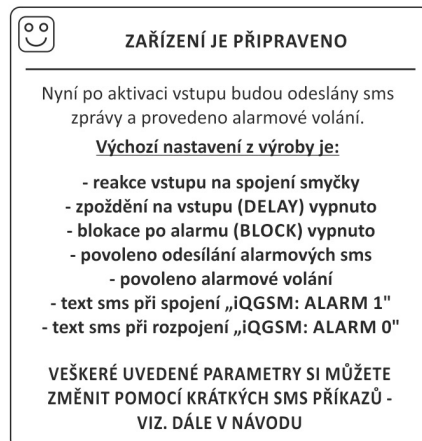 ZAŘÍZENÍ JE PŘIPRAVENO
Nyní po aktivaci vstupu budou odeslány sms
zprávy a provedeno alarmové volání.
Výchozí nastavení z výroby je:
- reakce vstupu na spojení smyčky
- zpoždění na vstupu (DELAY) vypnuto
- blokace po alarmu (BLOCK) vypnuto
- povoleno odesílání alarmových sms
- povoleno alarmové volání
- text sms při spojení „iQGSM: ALARM 1"
- text sms při rozpojení „iQGSM: ALARM 0"
VEŠKERÉ UVEDENÉ PARAMETRY SI MŮŽETE
ZMĚNIT POMOCÍ KRÁTKÝCH SMS PŘÍKAZŮ -
VIZ. DÁLE V NÁVODU